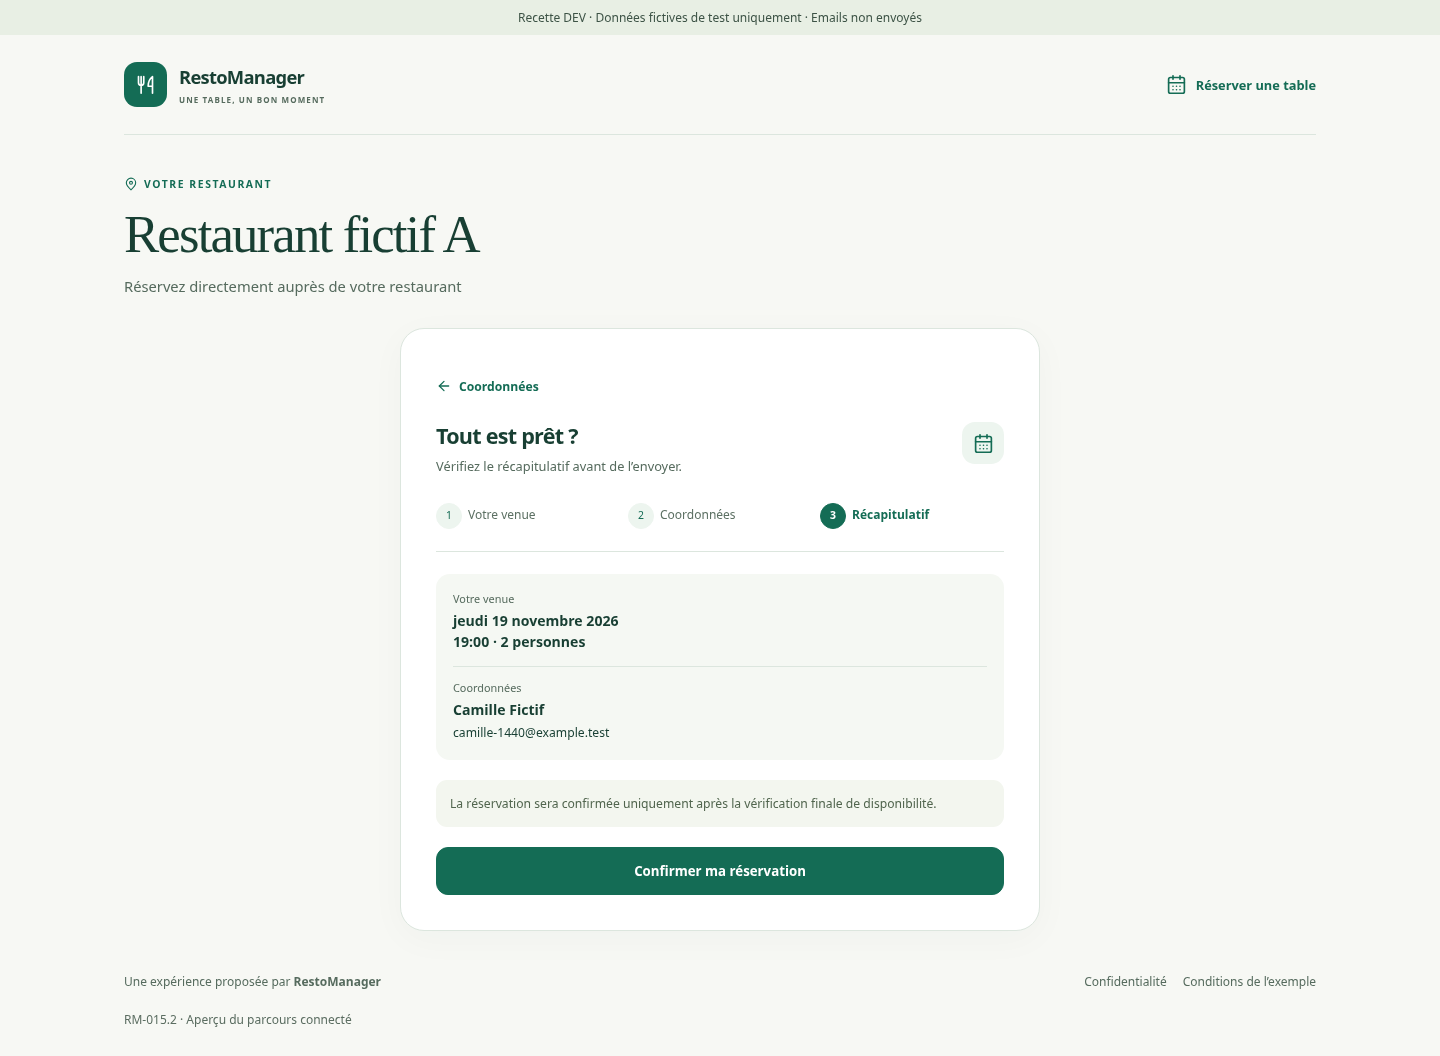 Recette DEV · Données fictives de test uniquement · Emails non envoyés
RestoManager
UNE TABLE, UN BON MOMENT
Réserver une table
VOTRE RESTAURANT
Restaurant fictif A
Réservez directement auprès de votre restaurant
Coordonnées
Tout est prêt ?
Vérifiez le récapitulatif avant de l’envoyer.
1 Votre venue
2 Coordonnées
3 Récapitulatif
Votre venue
jeudi 19 novembre 2026
19:00 · 2 personnes
Coordonnées
Camille Fictif
camille-1440@example.test
La réservation sera confirmée uniquement après la vérification finale de disponibilité.
Confirmer ma réservation
Une expérience proposée par RestoManager
Confidentialité
Conditions de l’exemple
RM-015.2 · Aperçu du parcours connecté